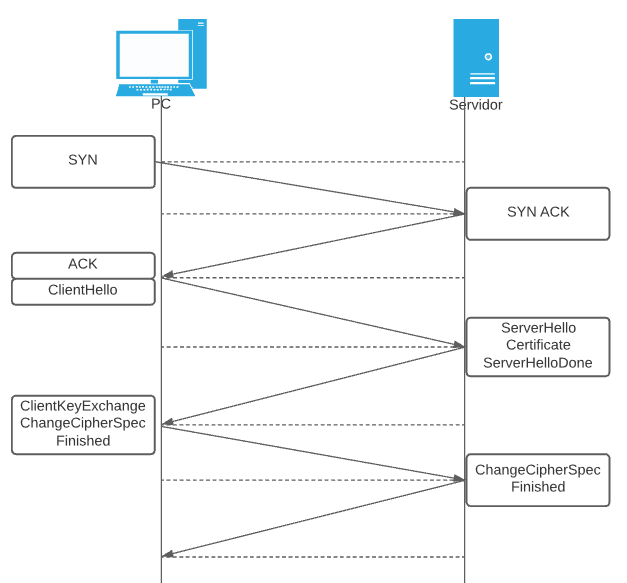 PC
Servidor
SYN
SYN ACK
ACK
ClientHello
ServerHello
Certificate
ServerHelloDone
ClientKeyExchange
ChangeCipherSpec
Finished
ChangeCipherSpec
Finished